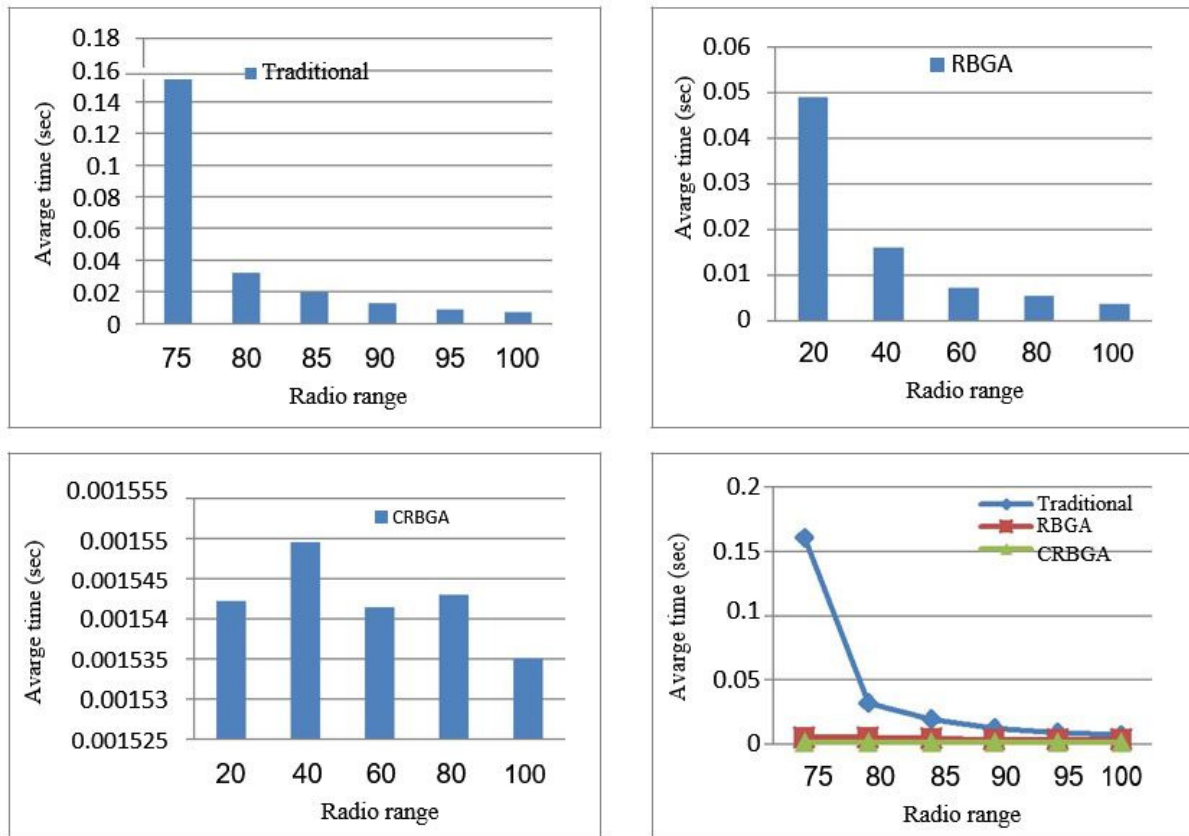 Traditional
Avarge time (sec)
0.18
0.16
0.14
0.12
0.1
0.08
0.06
0.04
0.02
0
75 80 85 90 95 100
Radio range
RBGA
Avarge time (sec)
0.06
0.05
0.04
0.03
0.02
0.01
0
20 40 60 80 100
Radio range
CRBGA
Avarge time (sec)
0.001555
0.00155
0.001545
0.00154
0.001535
0.00153
0.001525
20 40 60 80 100
Radio range
Traditional
RBGA
CRBGA
Avarge time (sec)
0.2
0.15
0.1
0.05
0
75 80 85 90 95 100
Radio range